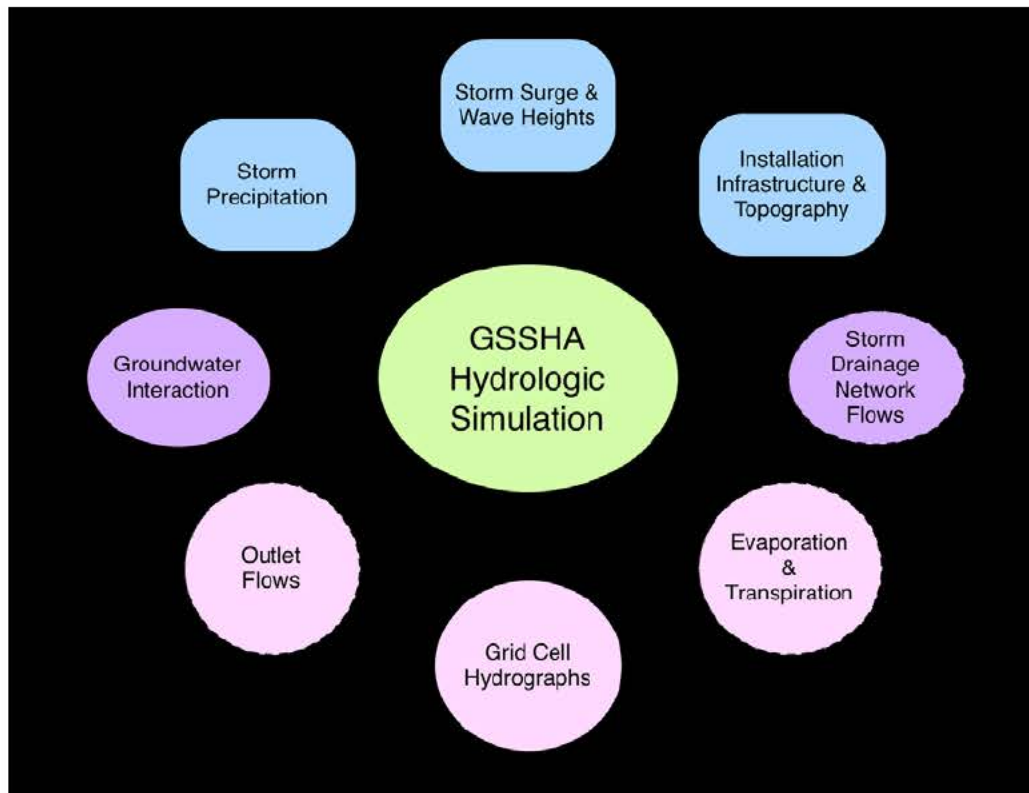 Storm Surge &
Wave Heights
Storm
Precipitation
Installation
Infrastructure &
Topography
GSSHA
Hydrologic
Simulation
Groundwater
Interaction
Storm
Drainage
Network
Flows
Outlet
Flows
Evaporation
&
Transpiration
Grid Cell
Hydrographs